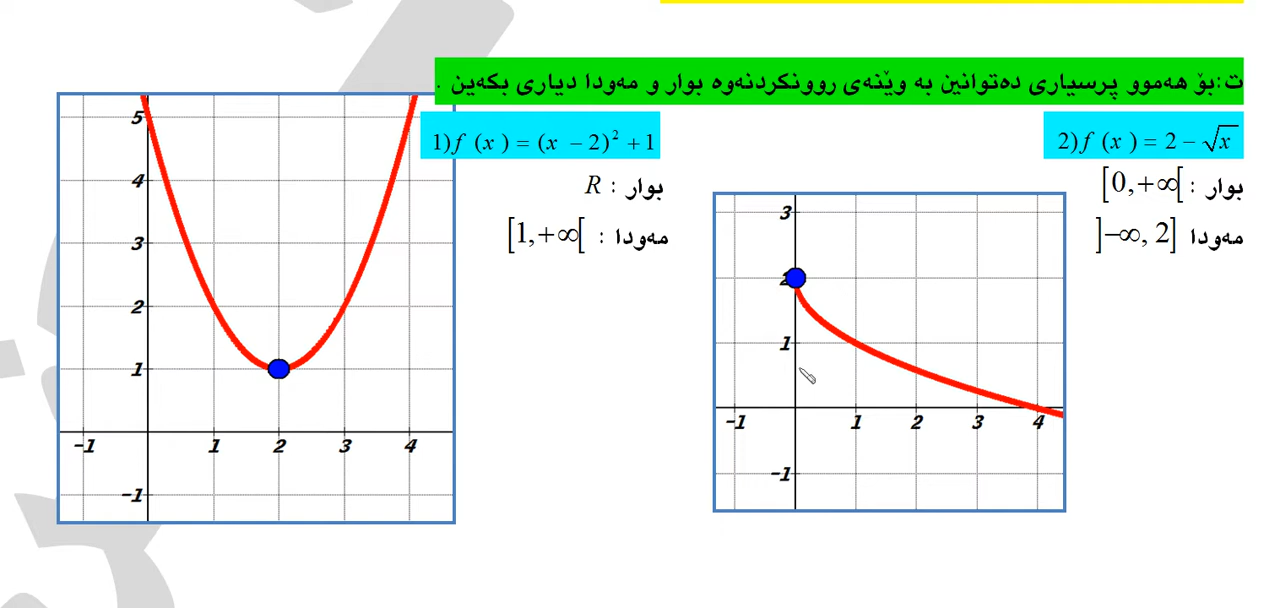 ت:بۆ هەموو پرسیاری دەتوانین بە وێنەی روونکردنەوە بوار و مەودا دیاری بکەین .
2)f (x) = 2 − √x
بوار : [0,+∞[
مەودا ]−∞, 2]
1)f (x) = (x − 2)² + 1
بوار : R
مەودا : [1,+∞[
5
4
3
2
1
−1 1 2 3 4
−1
3
2
1
−1 1 2 3 4
−1